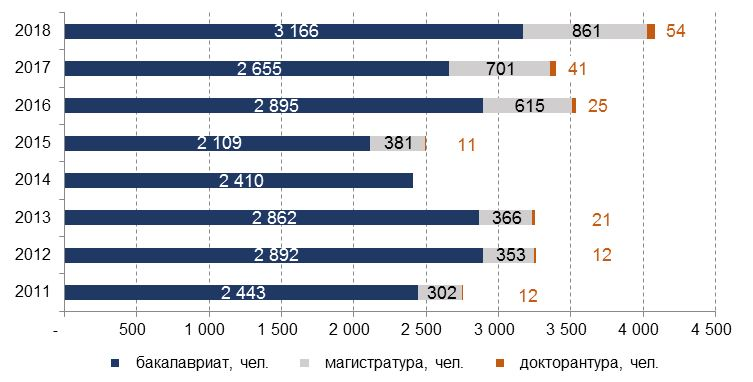 2018 3 166 861 54
2017 2 655 701 41
2016 2 895 615 25
2015 2 109 381 11
2014 2 410
2013 2 862 366 21
2012 2 892 353 12
2011 2 443 302 12
- 500 1 000 1 500 2 000 2 500 3 000 3 500 4 000 4 500
бакалавриат, чел. магистратура, чел. докторантура, чел.